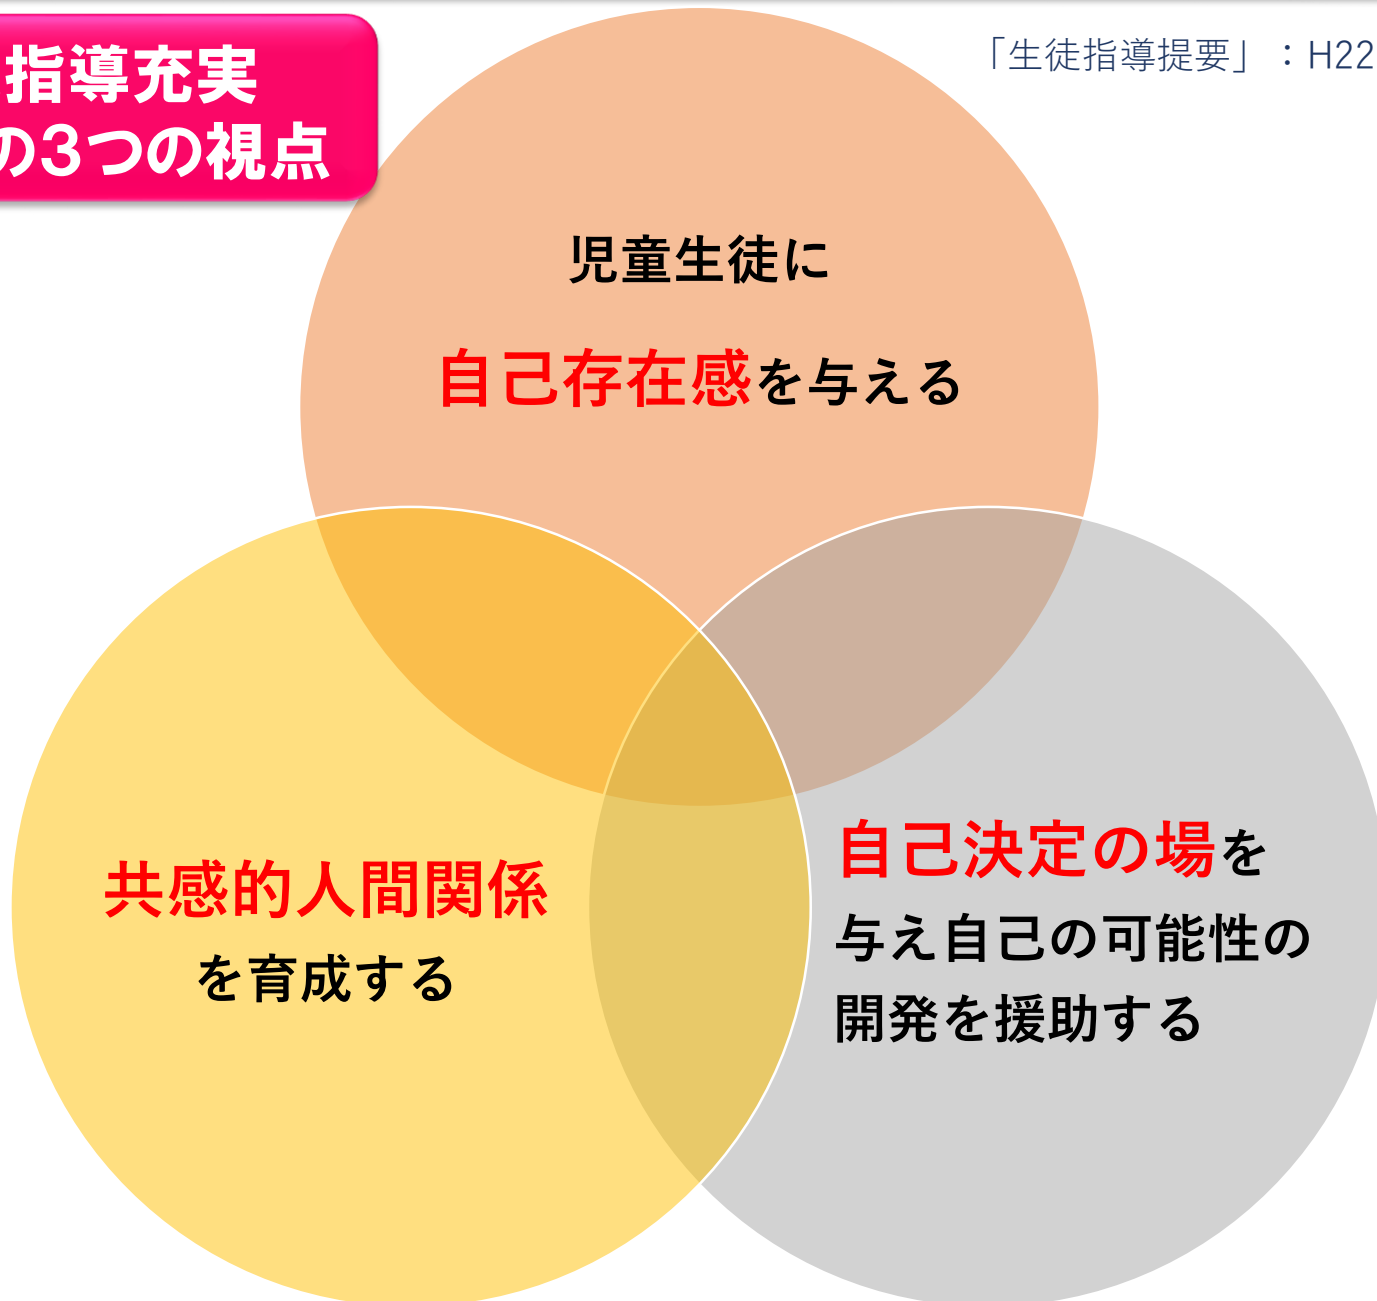 指導充実
の3つの視点
「生徒指導提要」：H22
児童生徒に
自己存在感を与える
共感的人間関係
を育成する
自己決定の場を
与え自己の可能性の
開発を援助する